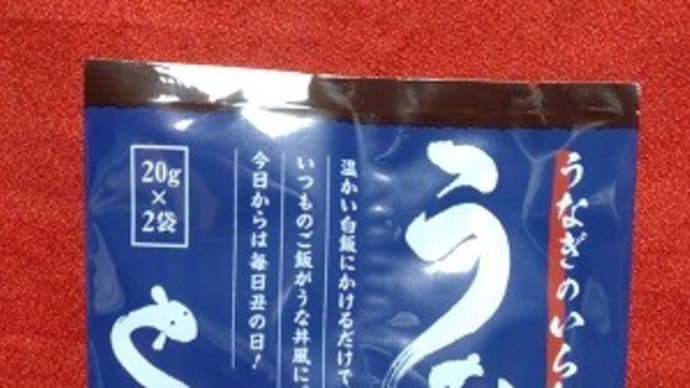 うなぎのいら
うな
温かい白飯にかけるだけで
いつものご飯がうな丼風に
今日からは毎日丑の日!
20g
×
2袋